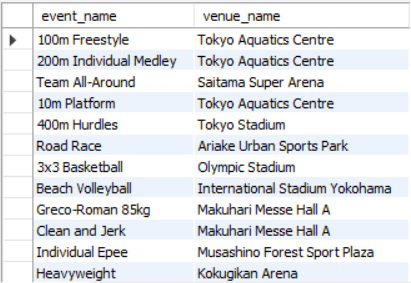 event_name venue_name
100m Freestyle Tokyo Aquatics Centre
200m Individual Medley Tokyo Aquatics Centre
Team All-Around Saitama Super Arena
10m Platform Tokyo Aquatics Centre
400m Hurdles Tokyo Stadium
Road Race Ariake Urban Sports Park
3x3 Basketball Olympic Stadium
Beach Volleyball International Stadium Yokohama
Greco-Roman 85kg Makuhari Messe Hall A
Clean and Jerk Makuhari Messe Hall A
Individual Epee Musashino Forest Sport Plaza
Heavyweight Kokugikan Arena